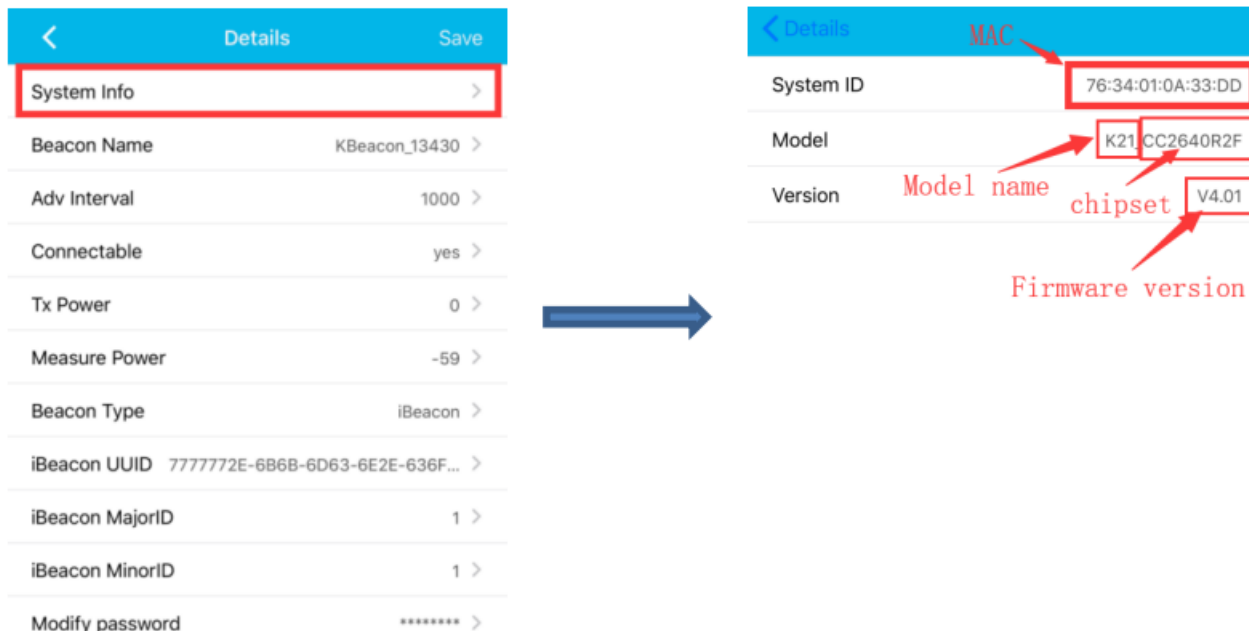 Details
Save
System Info
Beacon Name KBeacon_13430
Adv Interval 1000
Connectable yes
Tx Power 0
Measure Power -59
Beacon Type iBeacon
iBeacon UUID 7777772E-6B6B-6D63-6E2E-636F...
iBeacon MajorID 1
iBeacon MinorID 1
Modify password ********
Details
MAC
System ID 76:34:01:0A:33:DD
Model K21_CC2640R2F
Version V4.01
Model name
chipset
Firmware version